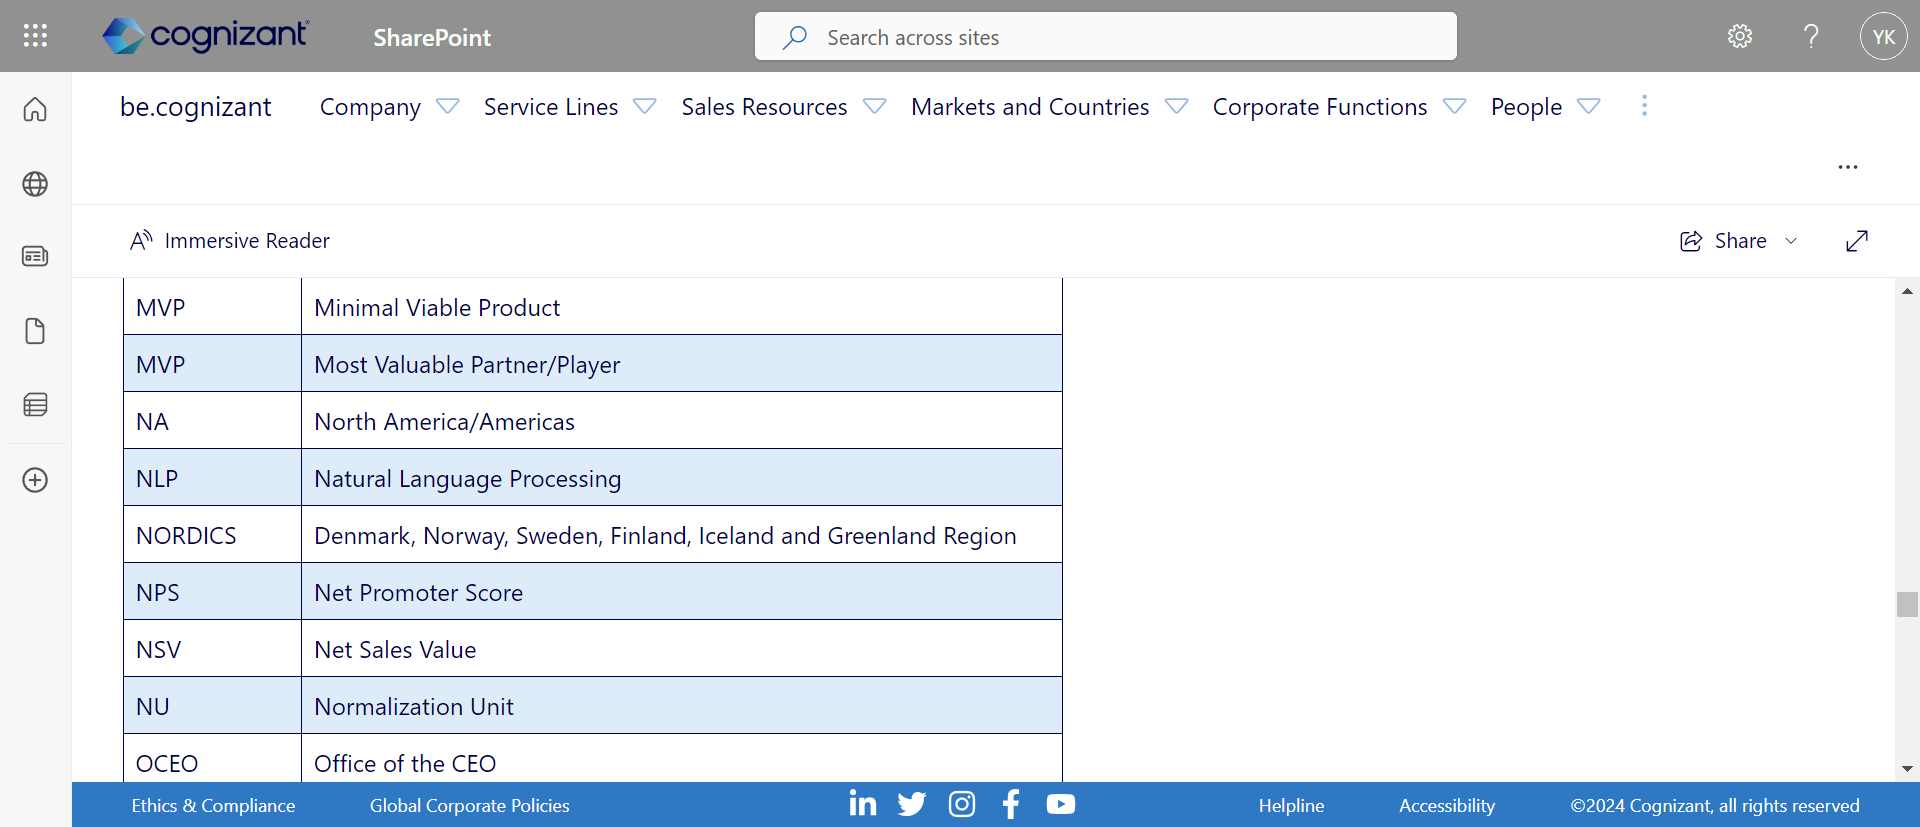 cognizant
SharePoint
Search across sites
YK
be.cognizant
Company
Service Lines
Sales Resources
Markets and Countries
Corporate Functions
People
Immersive Reader
Share
MVP Minimal Viable Product
MVP Most Valuable Partner/Player
NA North America/Americas
NLP Natural Language Processing
NORDICS Denmark, Norway, Sweden, Finland, Iceland and Greenland Region
NPS Net Promoter Score
NSV Net Sales Value
NU Normalization Unit
OCEO Office of the CEO
Ethics & Compliance
Global Corporate Policies
Helpline
Accessibility
©2024 Cognizant, all rights reserved